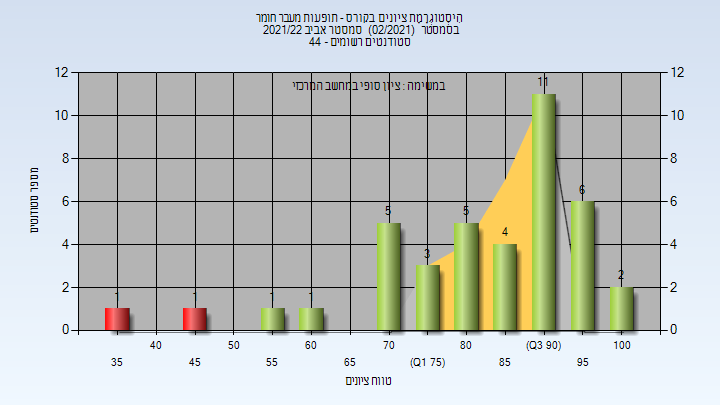 היסטוגרמת ציונים בקורס - תופעות מעבר חומר
בסמסטר (02/2021) סמסטר אביב 2021/22
סטודנטים רשומים - 44
במשימה : ציון סופי במחשב המרכזי
מספר סטודנטים
12 12
10 10
8 8
6 6
4 4
2 2
0 0
1 1 1 1 5 3 5 4 11 6 2
40 50 60 70 80 (Q3 90) 100
35 45 55 65 (Q1 75) 85 95
טווח ציונים